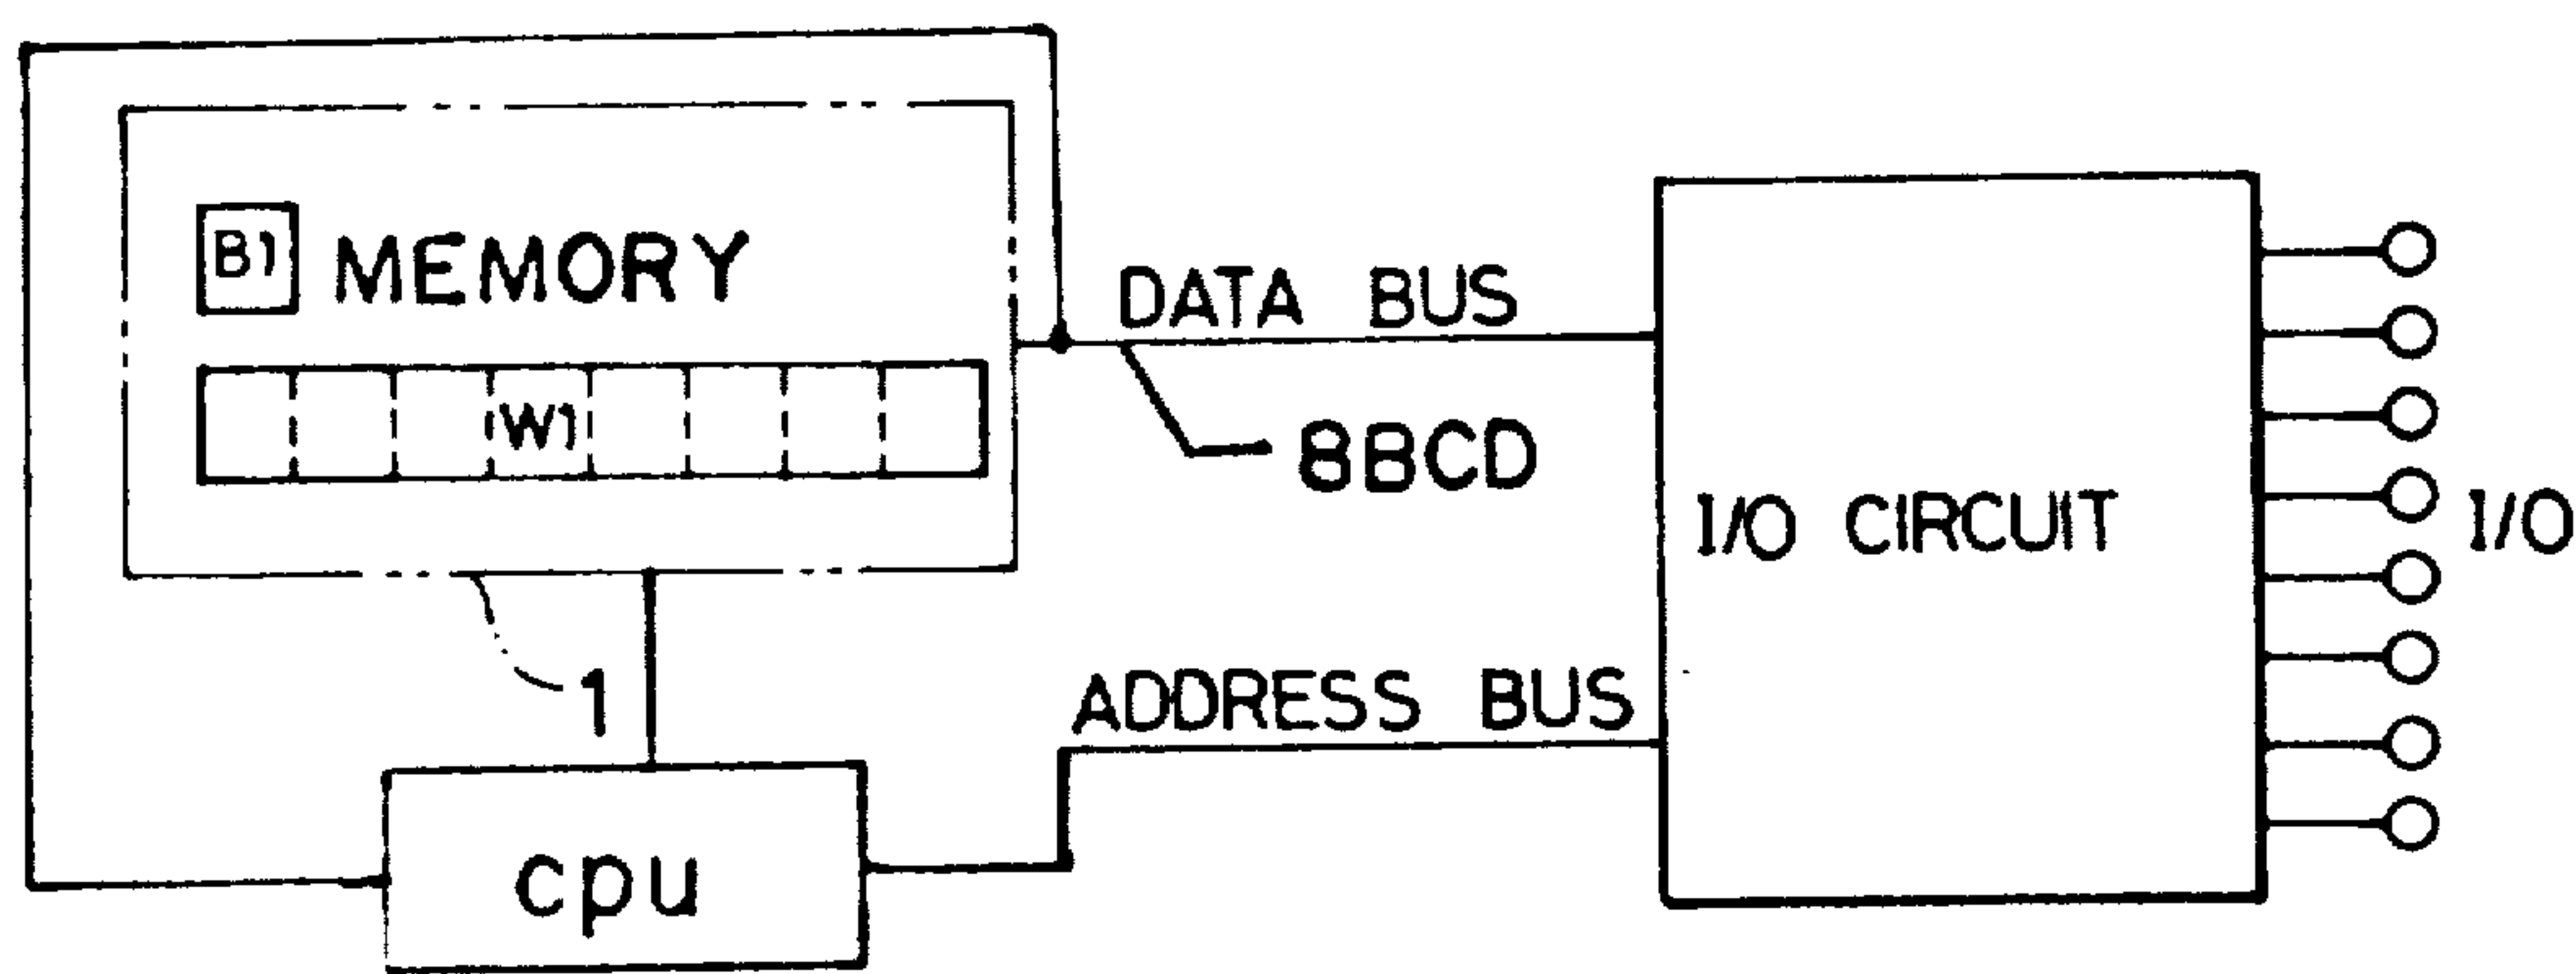 B1 MEMORY
W1
DATA BUS
8BCD
I/O CIRCUIT
I/O
1
ADDRESS BUS
cpu